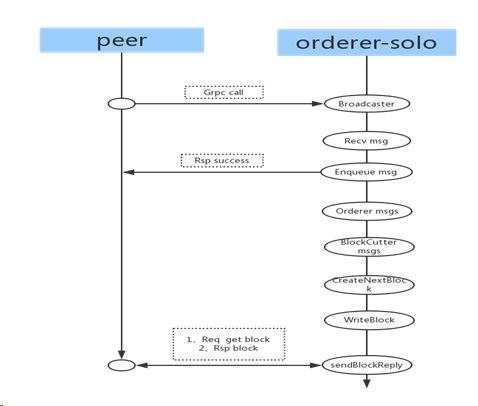 peer
orderer-solo
Grpc call
Broadcaster
Recv msg
Rsp success
Enqueue msg
Orderer msgs
BlockCutter
msgs
CreateNextBloc
k
WriteBlock
1、Req get block
2、Rsp block
sendBlockReply